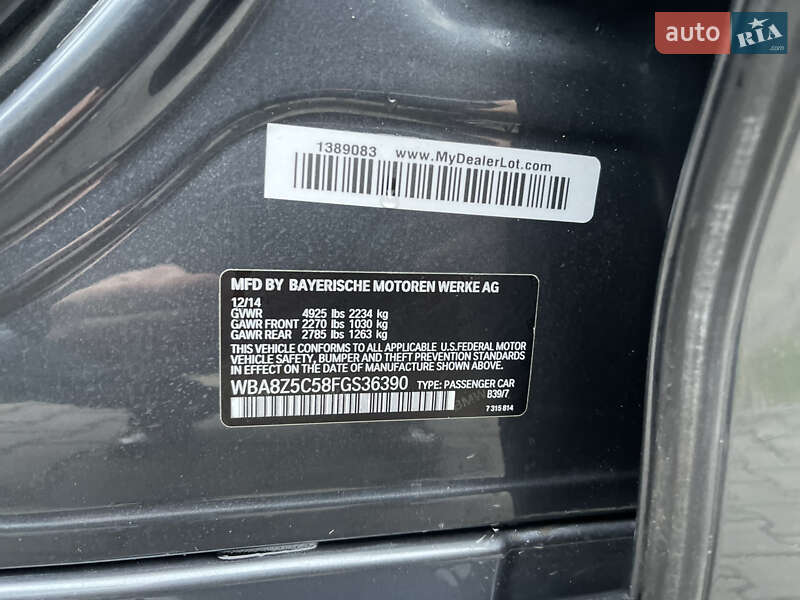 auto RIA
1389083 www.MyDealerLot.com
MFD BY BAYERISCHE MOTOREN WERKE AG
12/14
GVWR 4925 lbs 2234 kg
GAWR FRONT 2270 lbs 1030 kg
GAWR REAR 2785 lbs 1263 kg
THIS VEHICLE CONFORMS TO ALL APPLICABLE U.S.FEDERAL MOTOR
VEHICLE SAFETY, BUMPER AND THEFT PREVENTION STANDARDS
IN EFFECT ON THE DATE OF MANUFACTURE SHOWN ABOVE.
WBA8Z5C58FGS36390 TYPE: PASSENGER CAR
B39/7
BMW
7 315 814